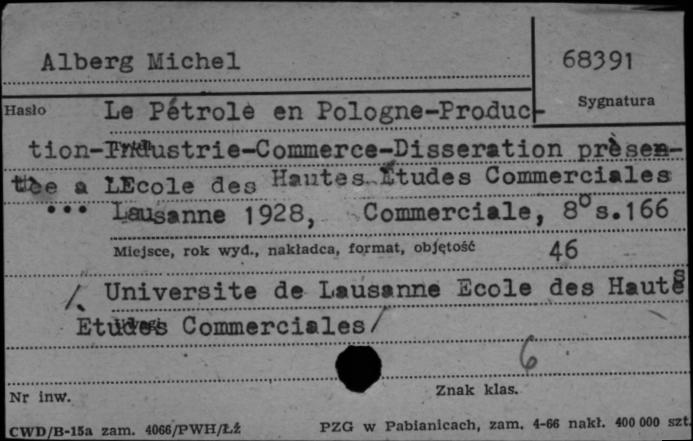 Alberg Michel
68391
Sygnatura
Hasło
Le Pétrole en Pologne-Produc-
tion-Industrie-Commerce-Disseration prèsen-
tèe a LEcole des Hautes Études Commerciales
... Lausanne 1928, Commerciale, 8° s.166
Miejsce, rok wyd., nakładca, format, objętość
46
/ Universite de Lausanne Ecole des Hautes
Études Commerciales/
6
Nr inw.
Znak klas.
CWD/B-15a zam. 4066/PWH/Łź
PZG w Pabianicach, zam. 4-66 nakł. 400 000 szt